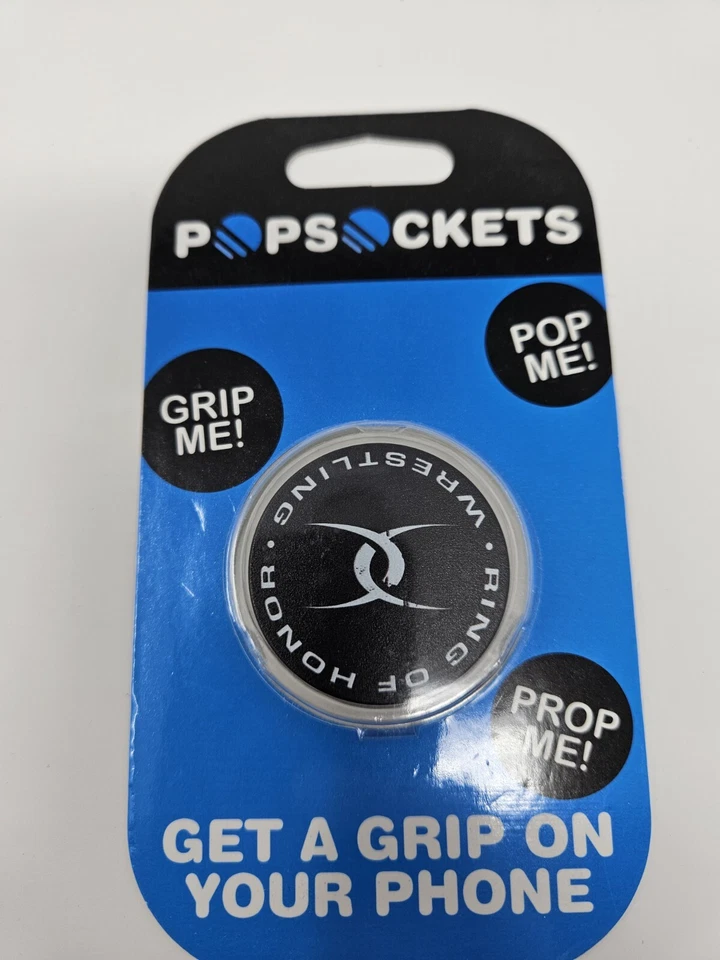 POPSOCKETS
POP
ME!
GRIP
ME!
RING OF HONOR • WRESTLING •
PROP
ME!
GET A GRIP ON
YOUR PHONE